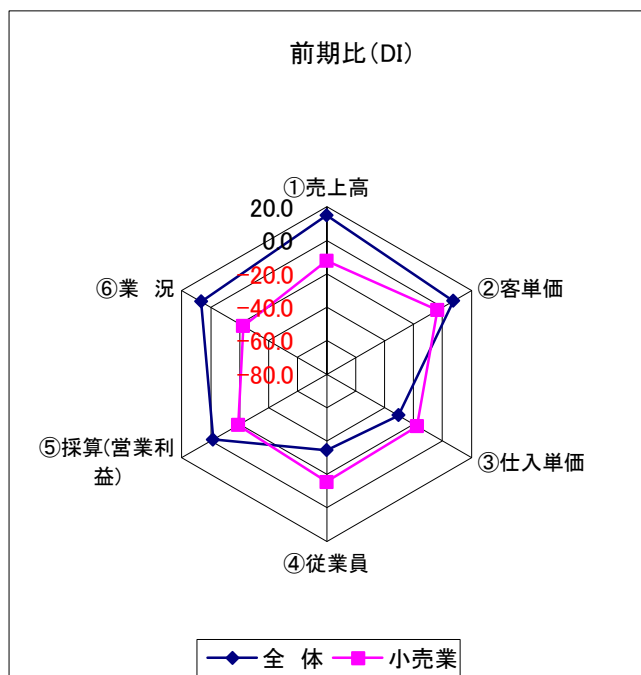 前期比(DI)
①売上高
20.0
0.0
−20.0
−40.0
−60.0
−80.0
②客単価
③仕入単価
④従業員
⑤採算(営業利
益)
⑥業　況
全　体
小売業